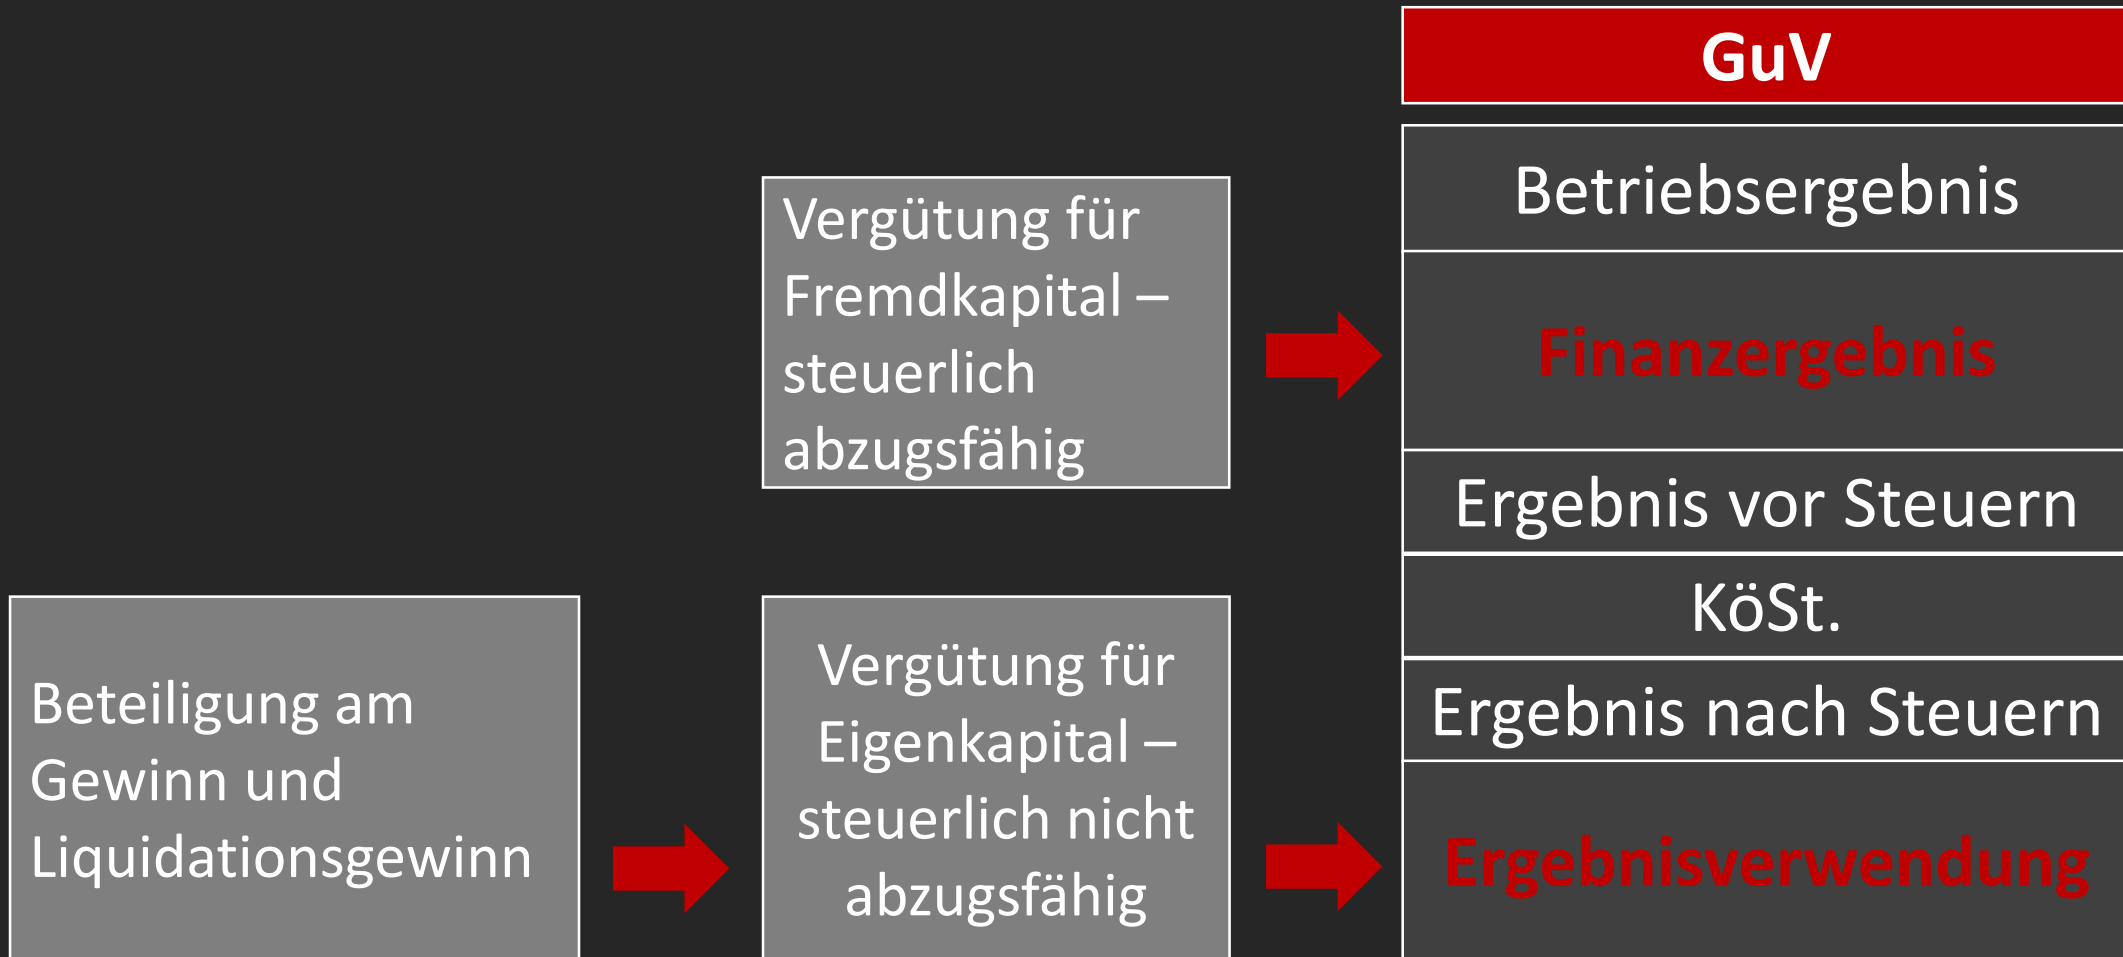 GuV
Betriebsergebnis
Vergütung für
Fremdkapital –
steuerlich
abzugsfähig
Finanzergebnis
Ergebnis vor Steuern
KöSt.
Ergebnis nach Steuern
Beteiligung am
Gewinn und
Liquidationsgewinn
Vergütung für
Eigenkapital –
steuerlich nicht
abzugsfähig
Ergebnisverwendung